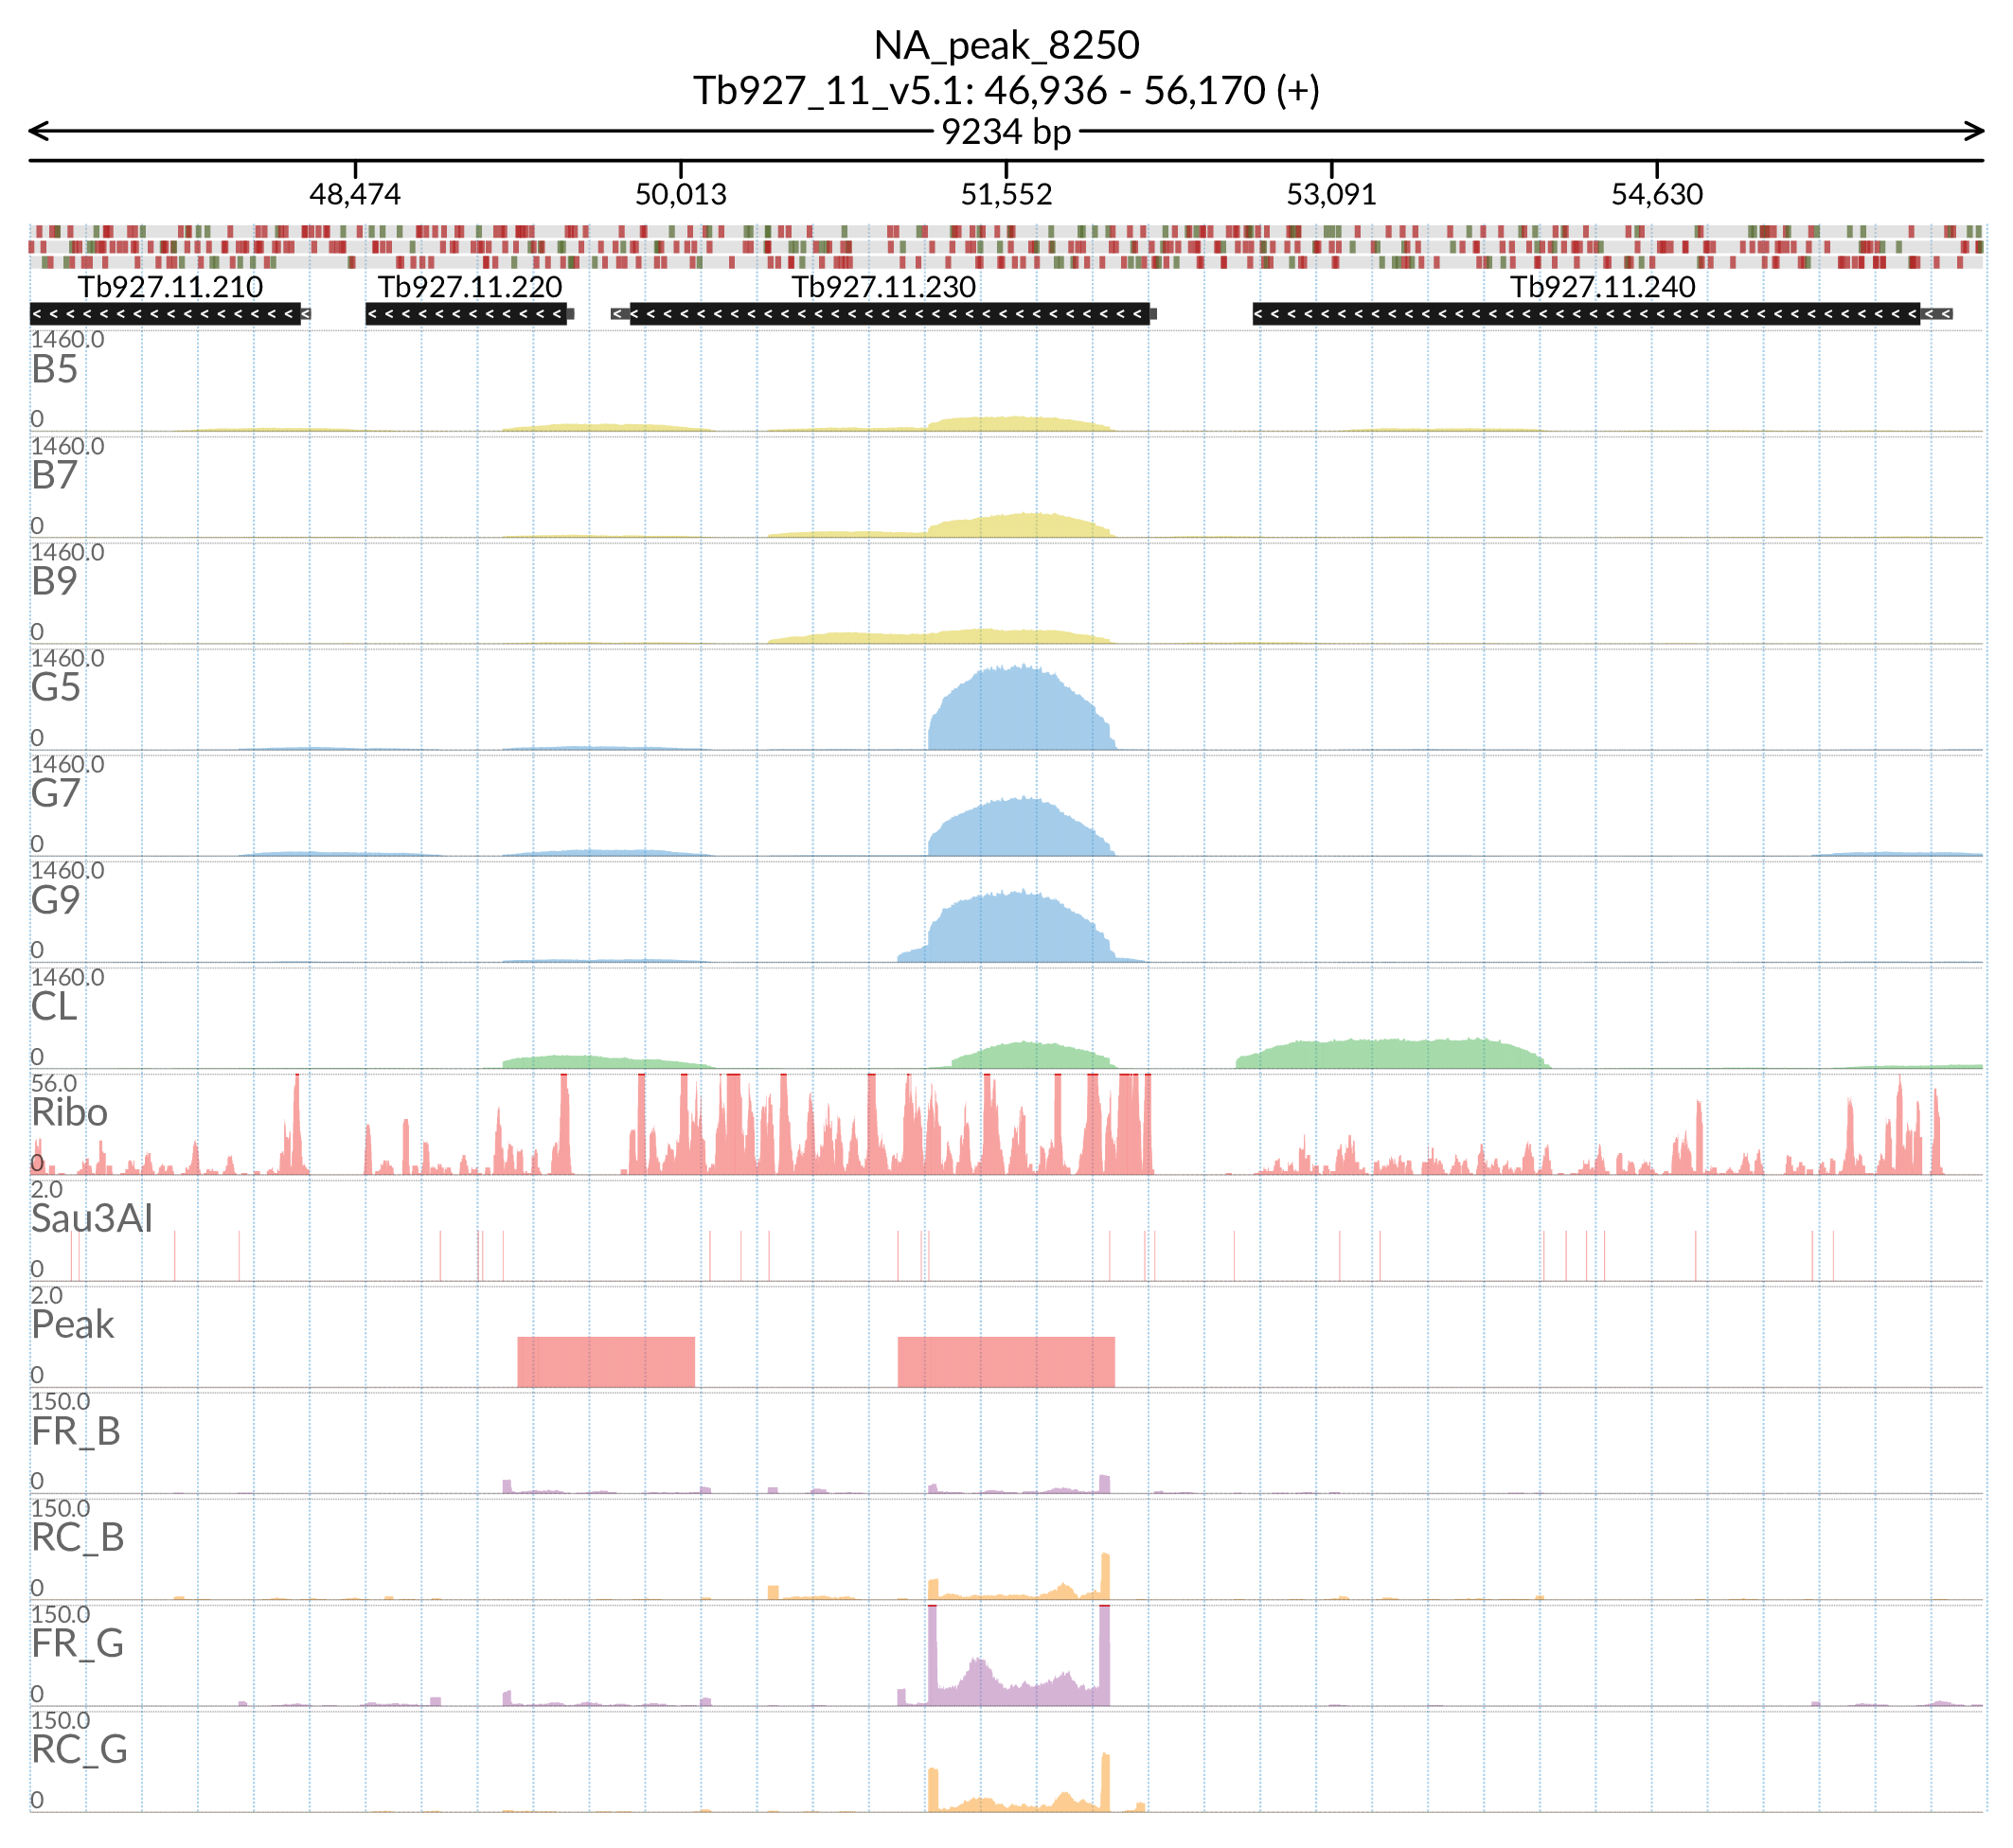 NA_peak_8250
Tb927_11_v5.1: 46,936 - 56,170 (+)
9234 bp
48,474 50,013 51,552 53,091 54,630
Tb927.11.210 Tb927.11.220 Tb927.11.230 Tb927.11.240
1460.0
B5
0
1460.0
B7
0
1460.0
B9
0
1460.0
G5
0
1460.0
G7
0
1460.0
G9
0
1460.0
CL
0
56.0
Ribo
0
2.0
Sau3AI
0
2.0
Peak
0
150.0
FR_B
0
150.0
RC_B
0
150.0
FR_G
0
150.0
RC_G
0